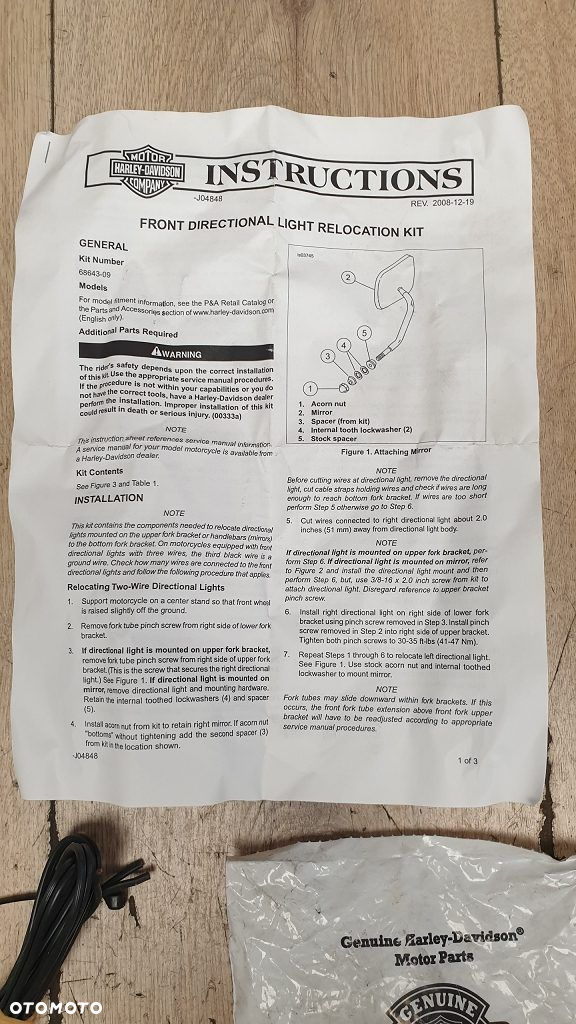 MOTOR
HARLEY-DAVIDSON
COMPANY
INSTRUCTIONS
-J04848
REV. 2008-12-19
FRONT DIRECTIONAL LIGHT RELOCATION KIT
GENERAL
Kit Number
68643-09
Models
For model fitment information, see the P&A Retail Catalog or
the Parts and Accessories section of www.harley-davidson.com
(English only).
Additional Parts Required
WARNING
The rider's safety depends upon the correct installation
of this kit. Use the appropriate service manual procedures.
If the procedure is not within your capabilities or you do
not have the correct tools, have a Harley-Davidson dealer
perform the installation. Improper installation of this kit
could result in death or serious injury. (00333a)
NOTE
This instruction sheet references service manual information.
A service manual for your model motorcycle is available from
a Harley-Davidson dealer.
Kit Contents
See Figure 3 and Table 1.
INSTALLATION
NOTE
This kit contains the components needed to relocate directional
lights mounted on the upper fork bracket or handlebars (mirrors)
to the bottom fork bracket. On motorcycles equipped with front
directional lights with three wires, the third black wire is a
ground wire. Check how many wires are connected to the front
directional lights and follow the following procedure that applies.
Relocating Two-Wire Directional Lights
1. Support motorcycle on a center stand so that front wheel
is raised slightly off the ground.
2. Remove fork tube pinch screw from right side of lower fork
bracket.
3. If directional light is mounted on upper fork bracket,
remove fork tube pinch screw from right side of upper fork
bracket.(This is the screw that secures the right directional
light.) See Figure 1. If directional light is mounted on
mirror, remove directional light and mounting hardware.
Retain the internal toothed lockwashers (4) and spacer
(5).
4. Install acorn nut from kit to retain right mirror. If acorn nut
"bottoms" without tightening add the second spacer (3)
from kit in the location shown.
-J04848
is03745
2
5
4
3
1
1. Acorn nut
2. Mirror
3. Spacer (from kit)
4. Internal tooth lockwasher (2)
5. Stock spacer
Figure 1. Attaching Mirror
NOTE
Before cutting wires at directional light, remove the directional
light, cut cable straps holding wires and check if wires are long
enough to reach bottom fork bracket. If wires are too short
perform Step 5 otherwise go to Step 6.
5. Cut wires connected to right directional light about 2.0
inches (51 mm) away from directional light body.
NOTE
If directional light is mounted on upper fork bracket, per-
form Step 6. If directional light is mounted on mirror, refer
to Figure 2 and install the directional light mount and then
perform Step 6, but, use 3/8-16 x 2.0 inch screw from kit to
attach directional light. Disregard reference to upper bracket
pinch screw.
6. Install right directional light on right side of lower fork
bracket using pinch screw removed in Step 3. Install pinch
screw removed in Step 2 into right side of upper bracket.
Tighten both pinch screws to 30-35 ft-lbs (41-47 Nm).
7. Repeat Steps 1 through 6 to relocate left directional light.
See Figure 1. Use stock acorn nut and internal toothed
lockwasher to mount mirror.
NOTE
Fork tubes may slide downward within fork brackets. If this
occurs, the front fork tube extension above front fork upper
bracket will have to be readjusted according to appropriate
service manual procedures.
1 of 3
Genuine Harley-Davidson®
Motor Parts
GENUINE
OTOMOTO